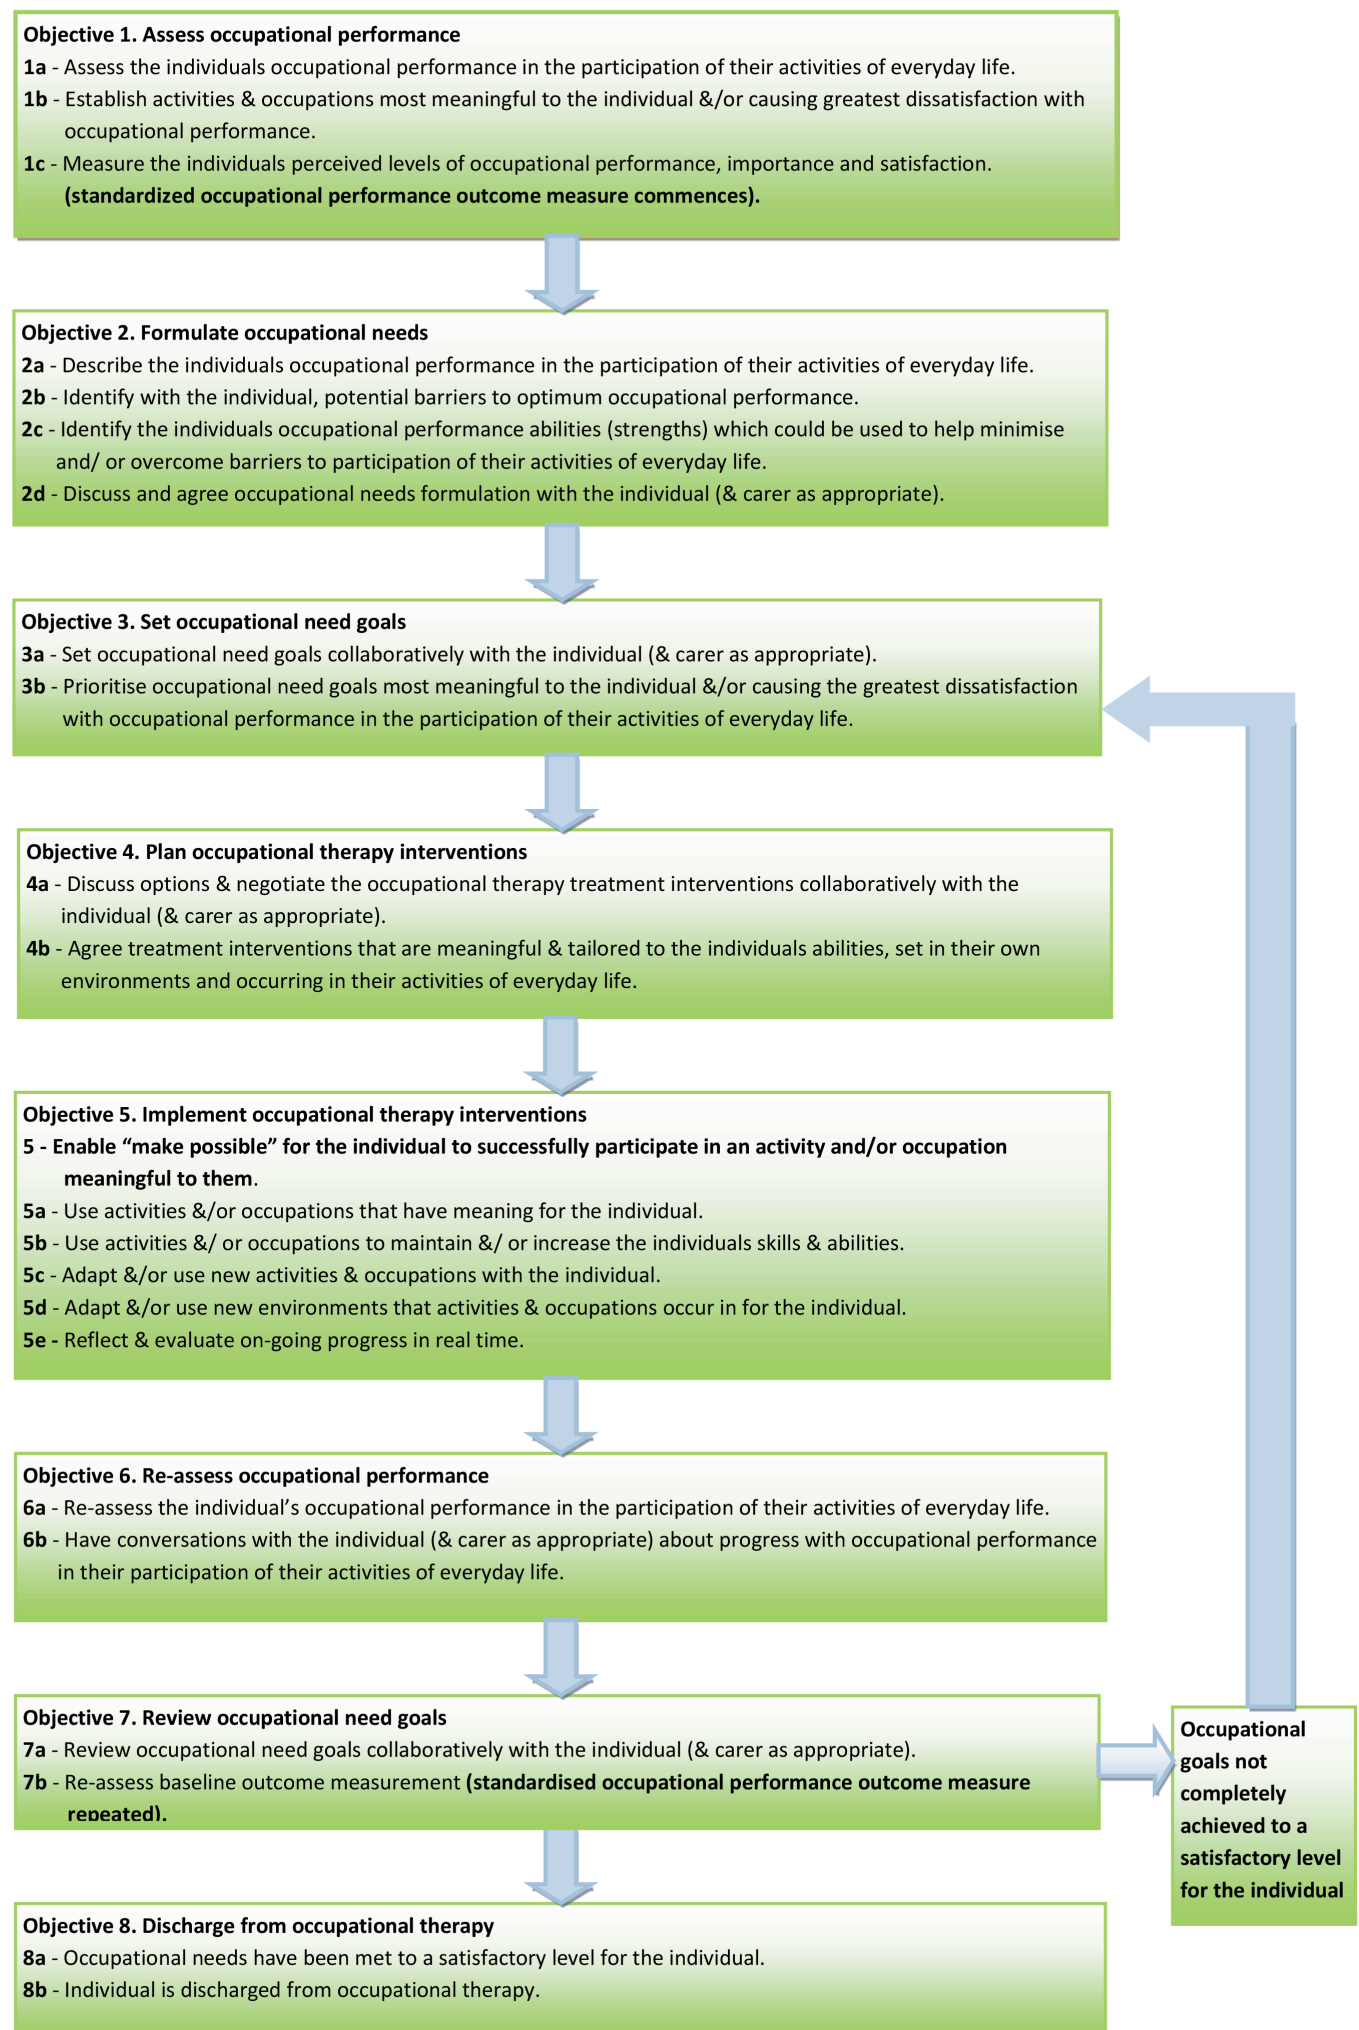 Objective 1. Assess occupational performance
1a - Assess the individuals occupational performance in the participation of their activities of everyday life.
1b - Establish activities & occupations most meaningful to the individual &/or causing greatest dissatisfaction with
occupational performance.
1c - Measure the individuals perceived levels of occupational performance, importance and satisfaction.
(standardized occupational performance outcome measure commences).
Objective 2. Formulate occupational needs
2a - Describe the individuals occupational performance in the participation of their activities of everyday life.
2b - Identify with the individual, potential barriers to optimum occupational performance.
2c - Identify the individuals occupational performance abilities (strengths) which could be used to help minimise
and/ or overcome barriers to participation of their activities of everyday life.
2d - Discuss and agree occupational needs formulation with the individual (& carer as appropriate).
Objective 3. Set occupational need goals
3a - Set occupational need goals collaboratively with the individual (& carer as appropriate).
3b - Prioritise occupational need goals most meaningful to the individual &/or causing the greatest dissatisfaction
with occupational performance in the participation of their activities of everyday life.
Objective 4. Plan occupational therapy interventions
4a - Discuss options & negotiate the occupational therapy treatment interventions collaboratively with the
individual (& carer as appropriate).
4b - Agree treatment interventions that are meaningful & tailored to the individuals abilities, set in their own
environments and occurring in their activities of everyday life.
Objective 5. Implement occupational therapy interventions
5 - Enable “make possible” for the individual to successfully participate in an activity and/or occupation
meaningful to them.
5a - Use activities &/or occupations that have meaning for the individual.
5b - Use activities &/ or occupations to maintain &/ or increase the individuals skills & abilities.
5c - Adapt &/or use new activities & occupations with the individual.
5d - Adapt &/or use new environments that activities & occupations occur in for the individual.
5e - Reflect & evaluate on-going progress in real time.
Objective 6. Re-assess occupational performance
6a - Re-assess the individual’s occupational performance in the participation of their activities of everyday life.
6b - Have conversations with the individual (& carer as appropriate) about progress with occupational performance
in their participation of their activities of everyday life.
Objective 7. Review occupational need goals
7a - Review occupational need goals collaboratively with the individual (& carer as appropriate).
7b - Re-assess baseline outcome measurement (standardised occupational performance outcome measure
repeated).
Occupational
goals not
completely
achieved to a
satisfactory level
for the individual
Objective 8. Discharge from occupational therapy
8a - Occupational needs have been met to a satisfactory level for the individual.
8b - Individual is discharged from occupational therapy.